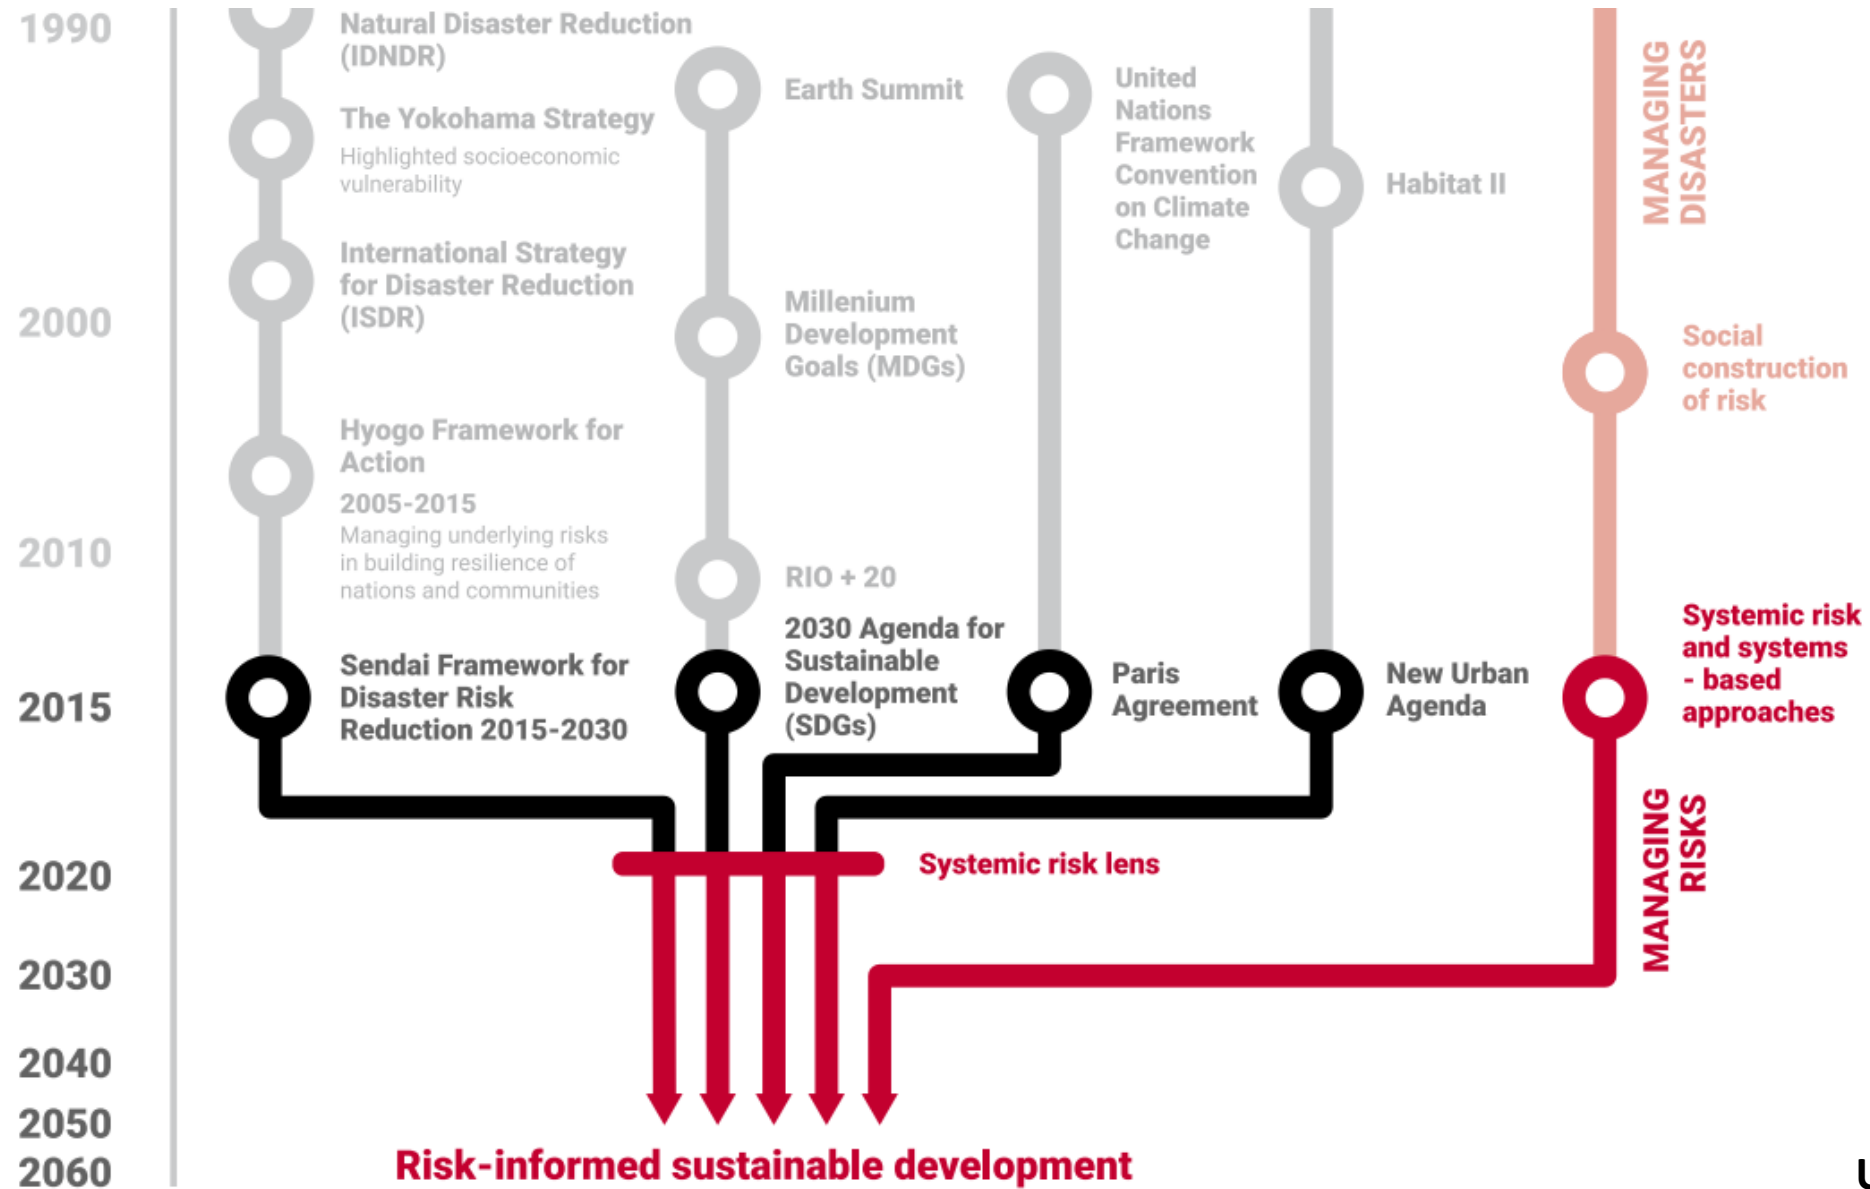 1990
2000
2010
2015
2020
2030
2040
2050
2060
Natural Disaster Reduction
(IDNDR)
The Yokohama Strategy
Highlighted socioeconomic
vulnerability
International Strategy
for Disaster Reduction
(ISDR)
Hyogo Framework for
Action
2005-2015
Managing underlying risks
in building resilience of
nations and communities
Sendai Framework for
Disaster Risk
Reduction 2015-2030
Earth Summit
Millenium
Development
Goals (MDGs)
RIO + 20
2030 Agenda for
Sustainable
Development
(SDGs)
United
Nations
Framework
Convention
on Climate
Change
Paris
Agreement
Habitat II
New Urban
Agenda
MANAGING
DISASTERS
Social
construction
of risk
Systemic risk
and systems
- based
approaches
MANAGING
RISKS
Systemic risk lens
Risk-informed sustainable development